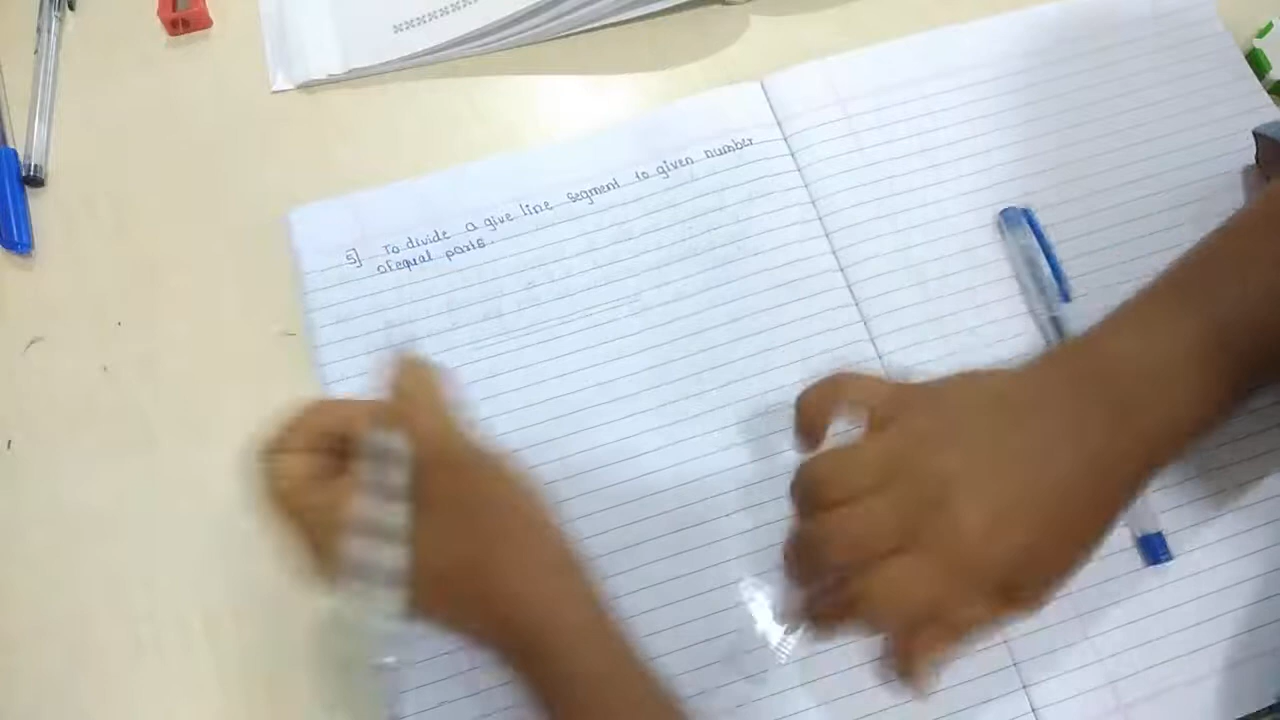 5] To divide a give line segment to given number
of equal parts.